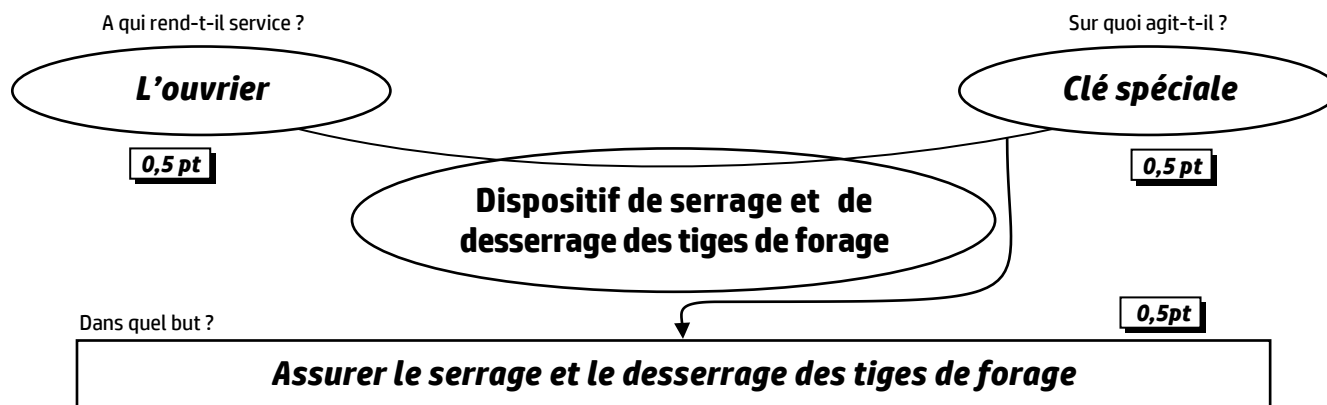 A qui rend-t-il service ?
Sur quoi agit-t-il ?
L'ouvrier
Clé spéciale
0,5 pt
0,5 pt
Dispositif de serrage et de
desserrage des tiges de forage
0,5pt
Dans quel but ?
Assurer le serrage et le desserrage des tiges de forage